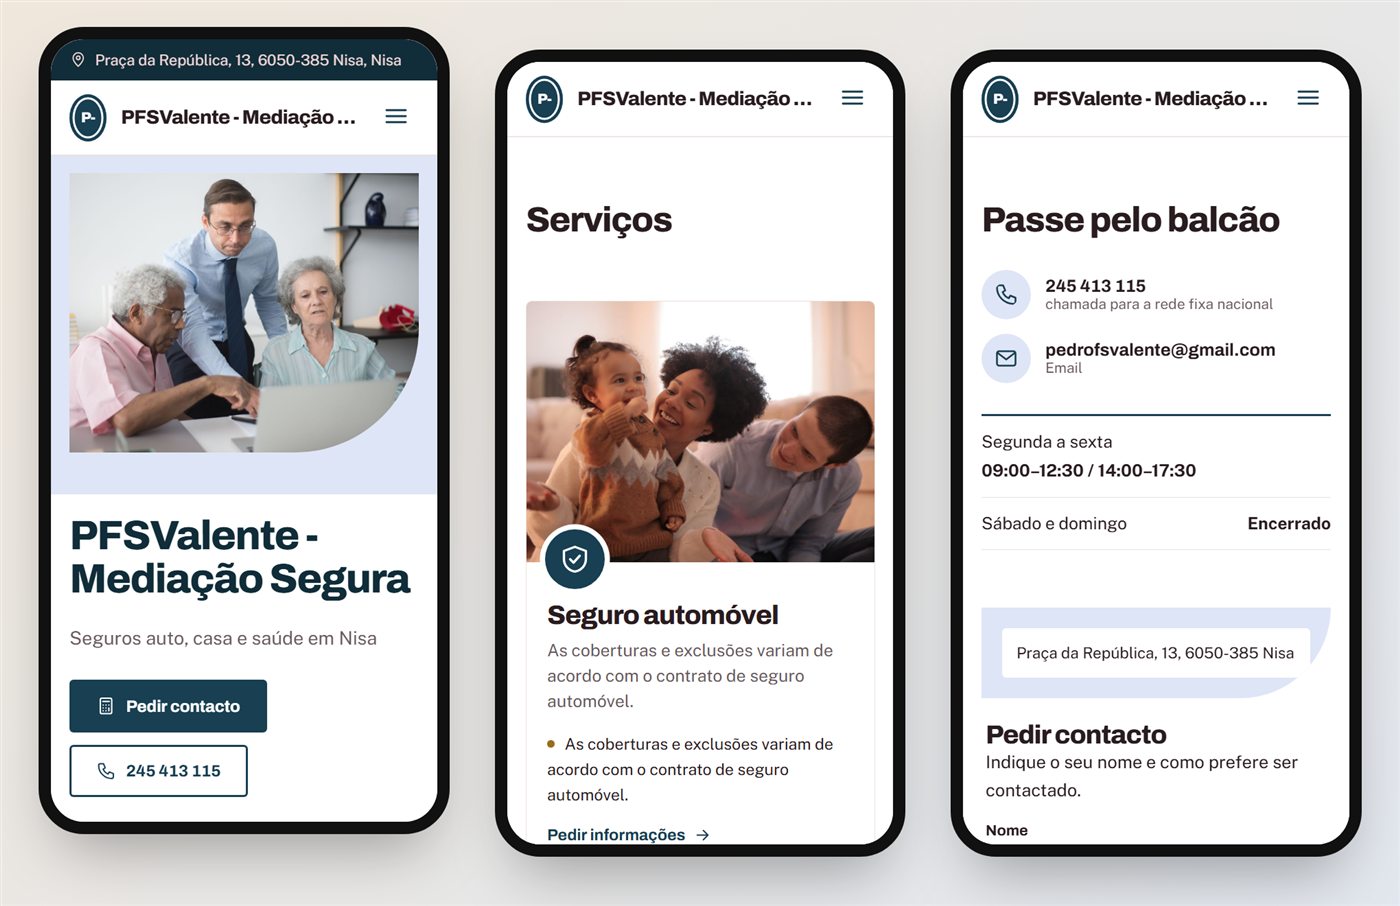 Praça da República, 13, 6050-385 Nisa, Nisa
P-
PFSValente - Mediação ...
PFSValente -
Mediação Segura
Seguros auto, casa e saúde em Nisa
Pedir contacto
245 413 115
P-
PFSValente - Mediação ...
Serviços
Seguro automóvel
As coberturas e exclusões variam de
acordo com o contrato de seguro
automóvel.
As coberturas e exclusões variam de
acordo com o contrato de seguro
automóvel.
Pedir informações →
P-
PFSValente - Mediação ...
Passe pelo balcão
245 413 115
chamada para a rede fixa nacional
pedrofsvalente@gmail.com
Email
Segunda a sexta
09:00–12:30 / 14:00–17:30
Sábado e domingo Encerrado
Praça da República, 13, 6050-385 Nisa
Pedir contacto
Indique o seu nome e como prefere ser
contactado.
Nome